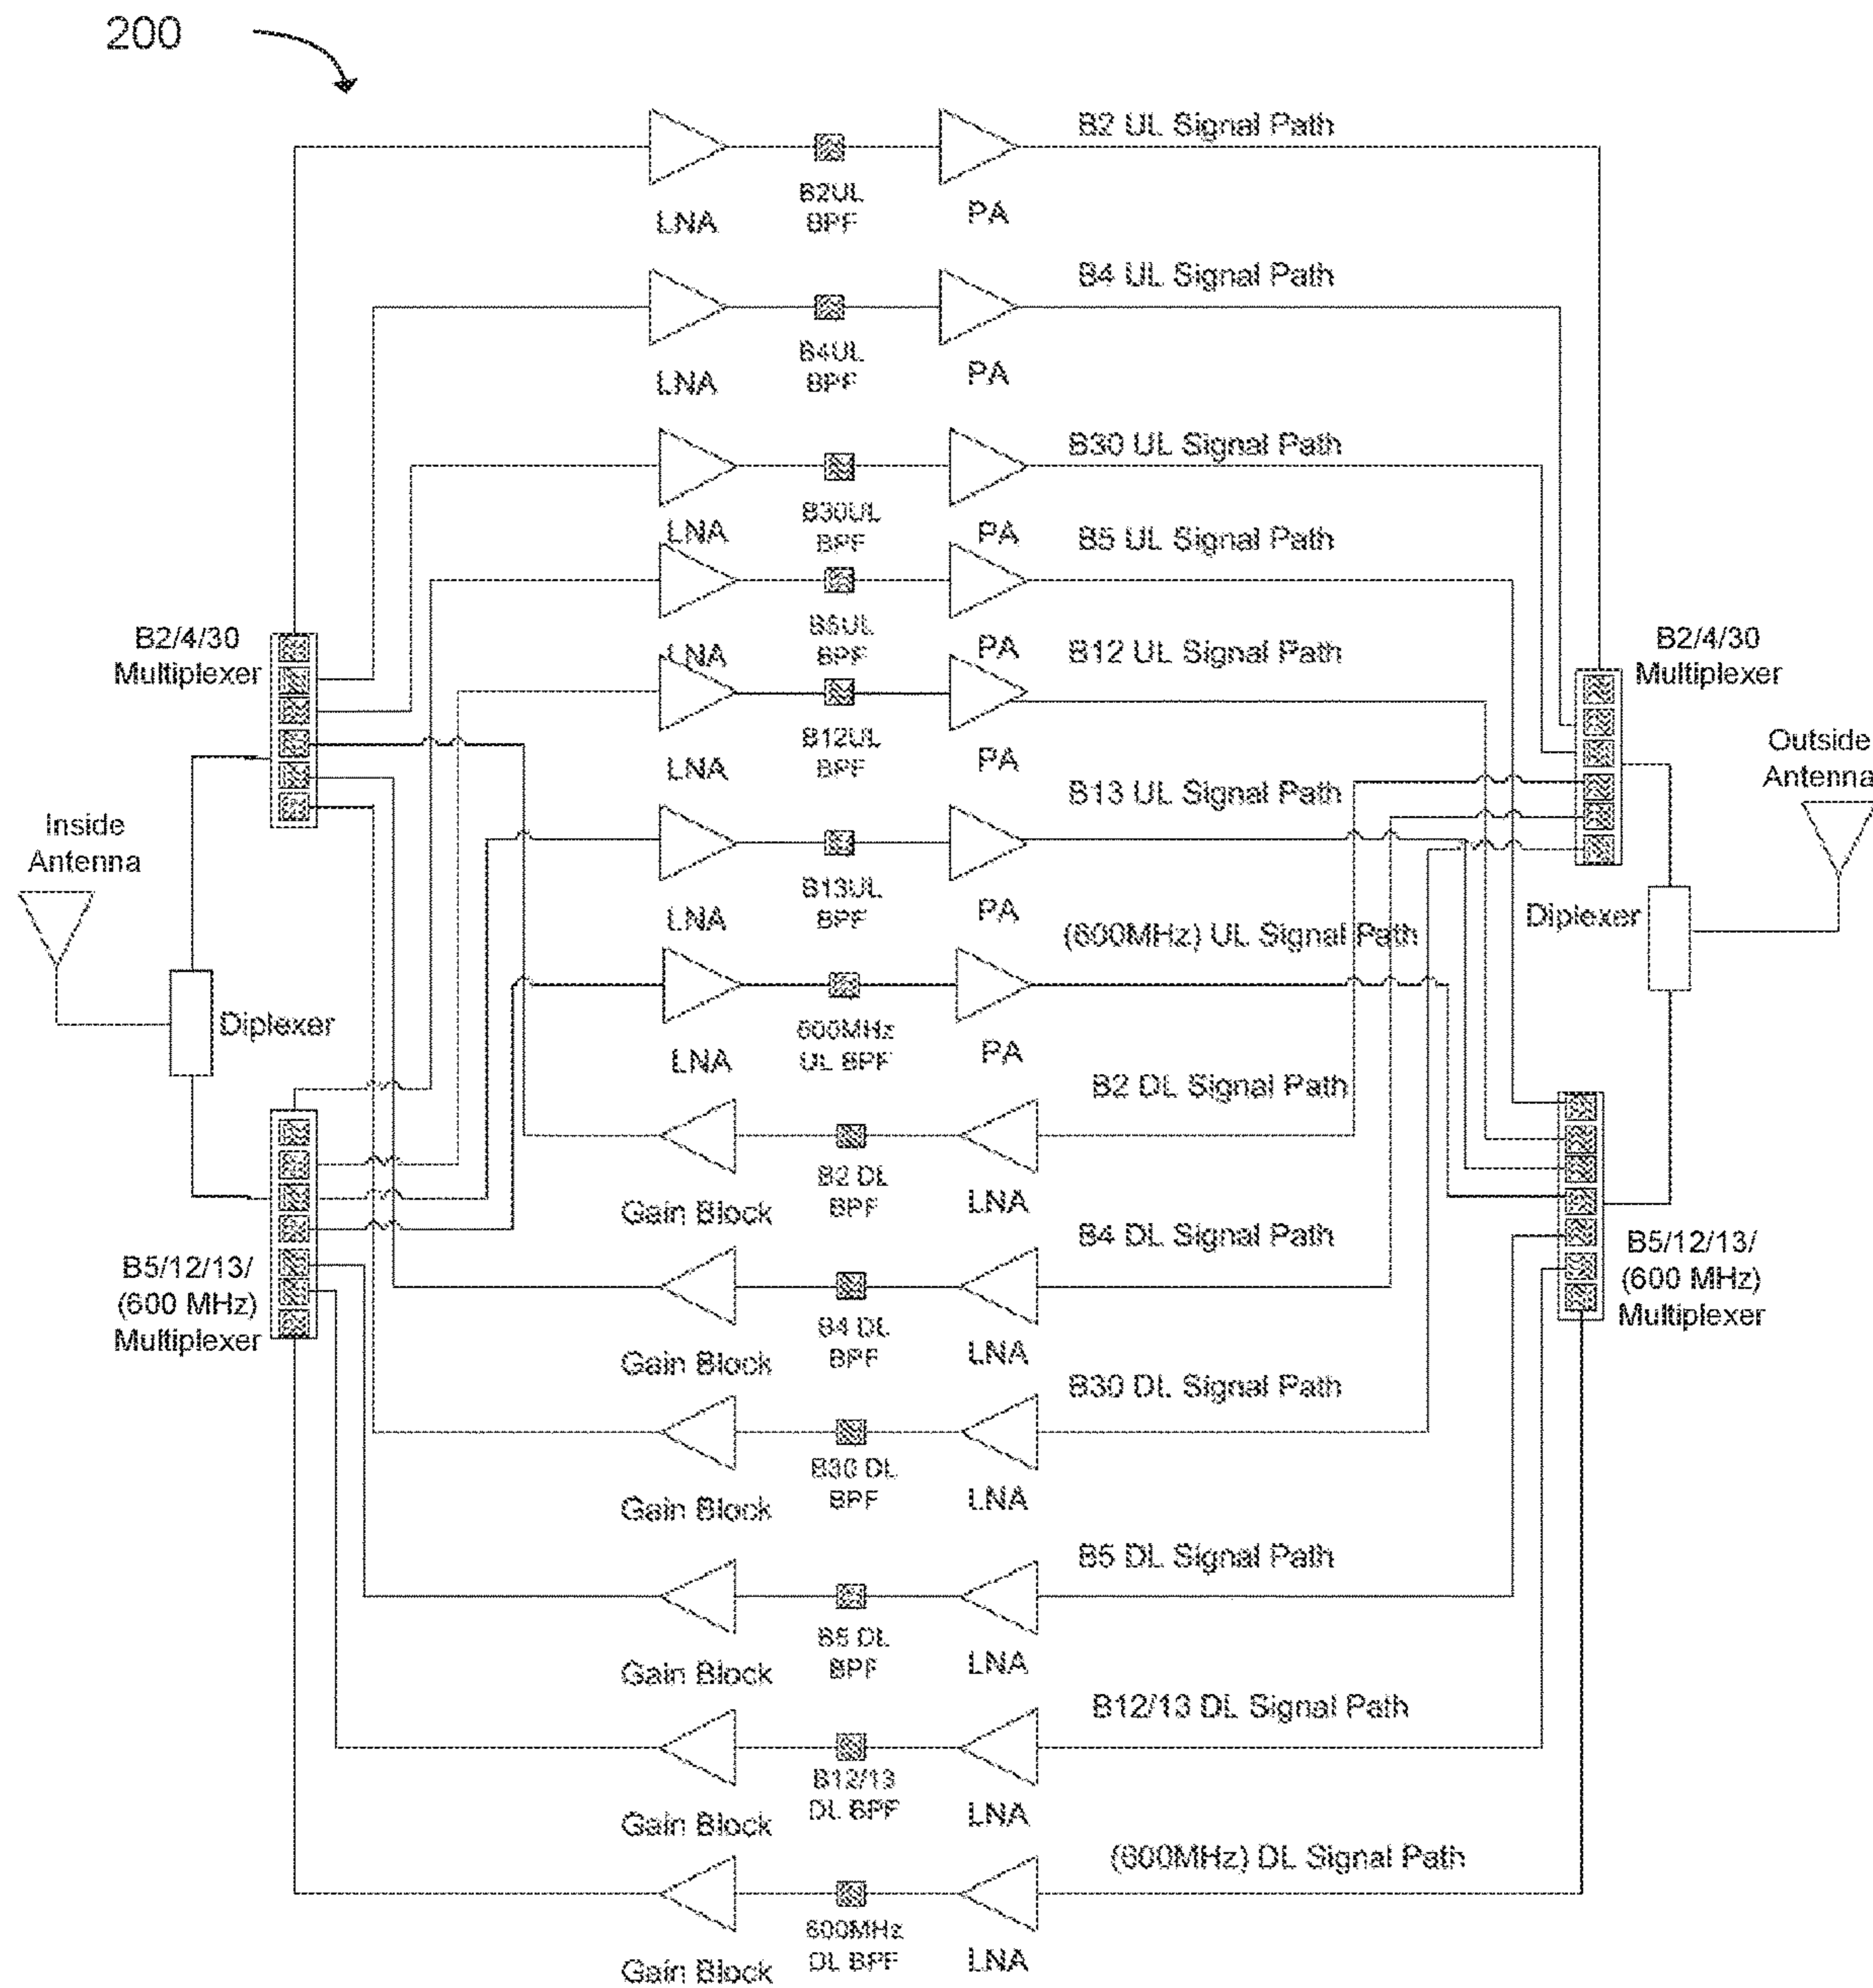 200
B2 UL Signal Path
LNA
B2UL
BPF
PA
B4 UL Signal Path
LNA
B4UL
BPF
PA
B30 UL Signal Path
LNA
B30UL
BPF
PA
B5 UL Signal Path
LNA
B5UL
BPF
PA
B12 UL Signal Path
LNA
B12UL
BPF
PA
B13 UL Signal Path
LNA
B13UL
BPF
PA
(600MHz) UL Signal Path
LNA
600MHz
UL BPF
PA
B2/4/30
Multiplexer
B2/4/30
Multiplexer
Inside
Antenna
Outside
Antenna
Diplexer
Diplexer
B5/12/13/
(600 MHz)
Multiplexer
B5/12/13/
(600 MHz)
Multiplexer
B2 DL Signal Path
Gain Block
B2 DL
BPF
LNA
B4 DL Signal Path
Gain Block
B4 DL
BPF
LNA
B30 DL Signal Path
Gain Block
B30 DL
BPF
LNA
B5 DL Signal Path
Gain Block
B5 DL
BPF
LNA
B12/13 DL Signal Path
Gain Block
B12/13
DL BPF
LNA
(600MHz) DL Signal Path
Gain Block
600MHz
DL BPF
LNA